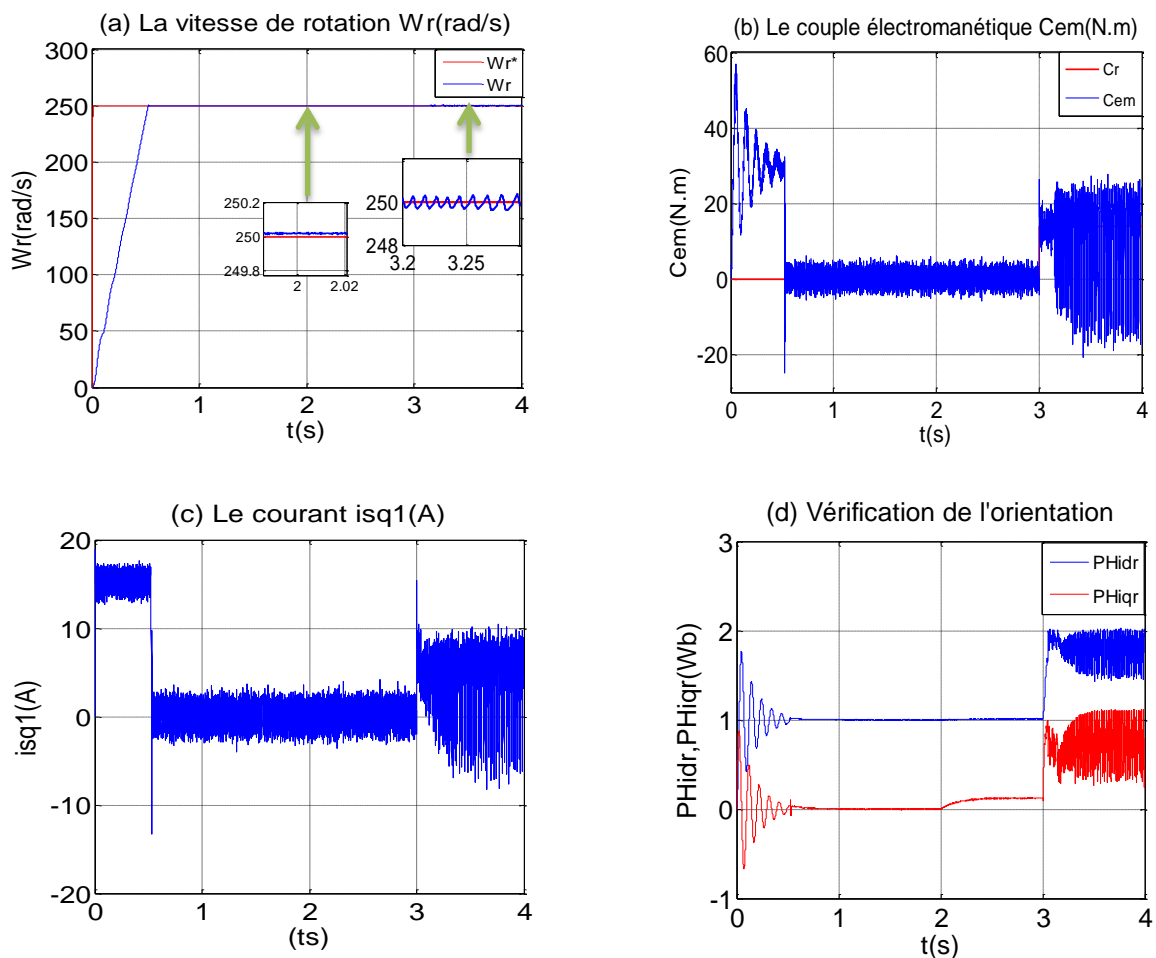 (a) La vitesse de rotation Wr(rad/s)
300
250
200
150
100
50
0
Wr(rad/s)
Wr*
Wr
250.2
250
249.8
2
2.02
250
248
3.2
3.25
0 1 2 3 4
t(s)
(b) Le couple électromanétique Cem(N.m)
60
40
20
0
-20
Cem(N.m)
Cr
Cem
0 1 2 3 4
t(s)
(c) Le courant isq1(A)
20
10
0
-10
-20
isq1(A)
0 1 2 3 4
(ts)
(d) Vérification de l'orientation
3
2
1
0
-1
PHidr,PHiqr(Wb)
PHidr
PHiqr
0 1 2 3 4
t(s)